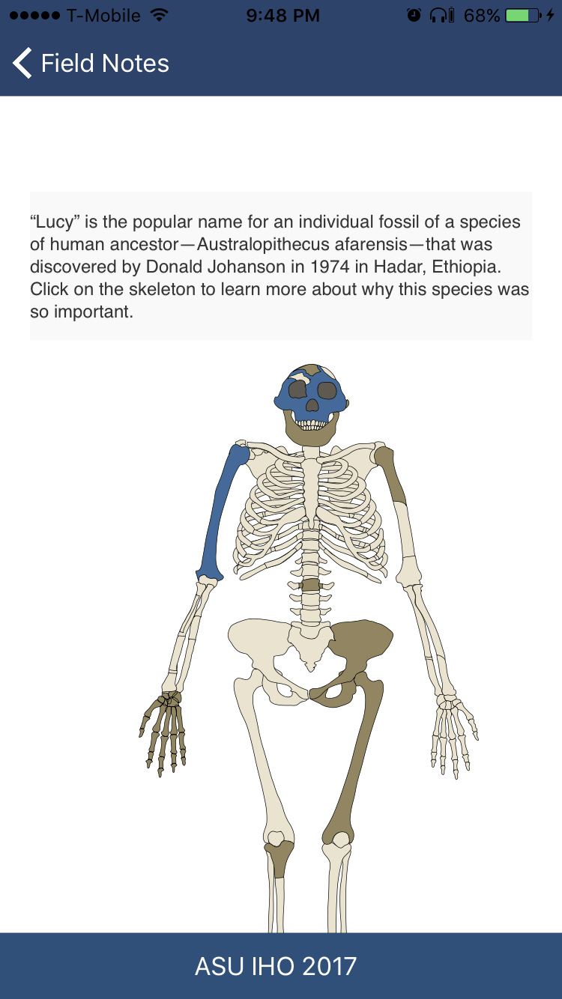 T-Mobile 9:48 PM 68%
Field Notes
“Lucy” is the popular name for an individual fossil of a species
of human ancestor—Australopithecus afarensis—that was
discovered by Donald Johanson in 1974 in Hadar, Ethiopia.
Click on the skeleton to learn more about why this species was
so important.
ASU IHO 2017